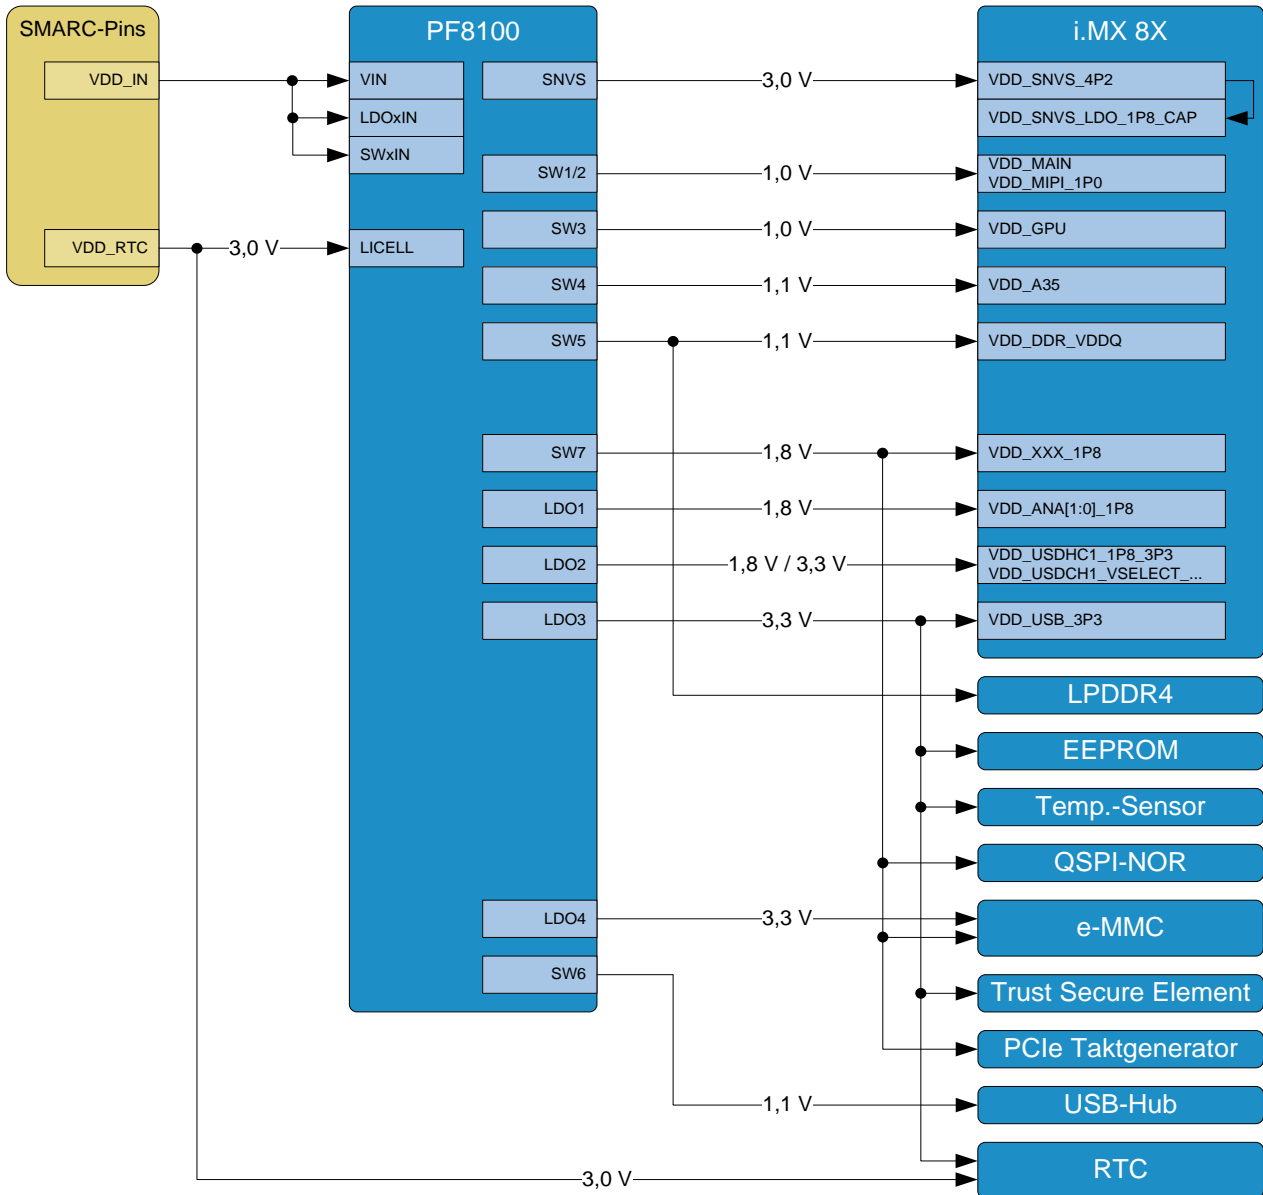 SMARC-Pins
PF8100
i.MX 8X
VDD_IN
VIN
SNVS
3,0 V
VDD_SNVS_4P2
LDOxIN
VDD_SNVS_LDO_1P8_CAP
SWxIN
SW1/2
1,0 V
VDD_MAIN
VDD_MIPI_1P0
SW3
1,0 V
VDD_GPU
VDD_RTC
3,0 V
LICELL
SW4
1,1 V
VDD_A35
SW5
1,1 V
VDD_DDR_VDDQ
SW7
1,8 V
VDD_XXX_1P8
LDO1
1,8 V
VDD_ANA[1:0]_1P8
LDO2
1,8 V / 3,3 V
VDD_USDHC1_1P8_3P3
VDD_USDCH1_VSELECT_...
LDO3
3,3 V
VDD_USB_3P3
LPDDR4
EEPROM
Temp.-Sensor
QSPI-NOR
LDO4
3,3 V
e-MMC
SW6
Trust Secure Element
PCIe Taktgenerator
1,1 V
USB-Hub
RTC
3,0 V